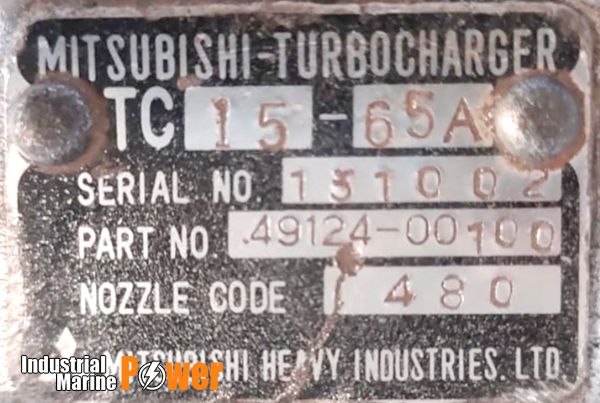 MITSUBISHI-TURBOCHARGER
TC 15-65A
SERIAL NO. 131002
PART NO. 49124-00100
NOZZLE CODE 480
MITSUBISHI HEAVY INDUSTRIES. LTD.
Industrial
Marine Power